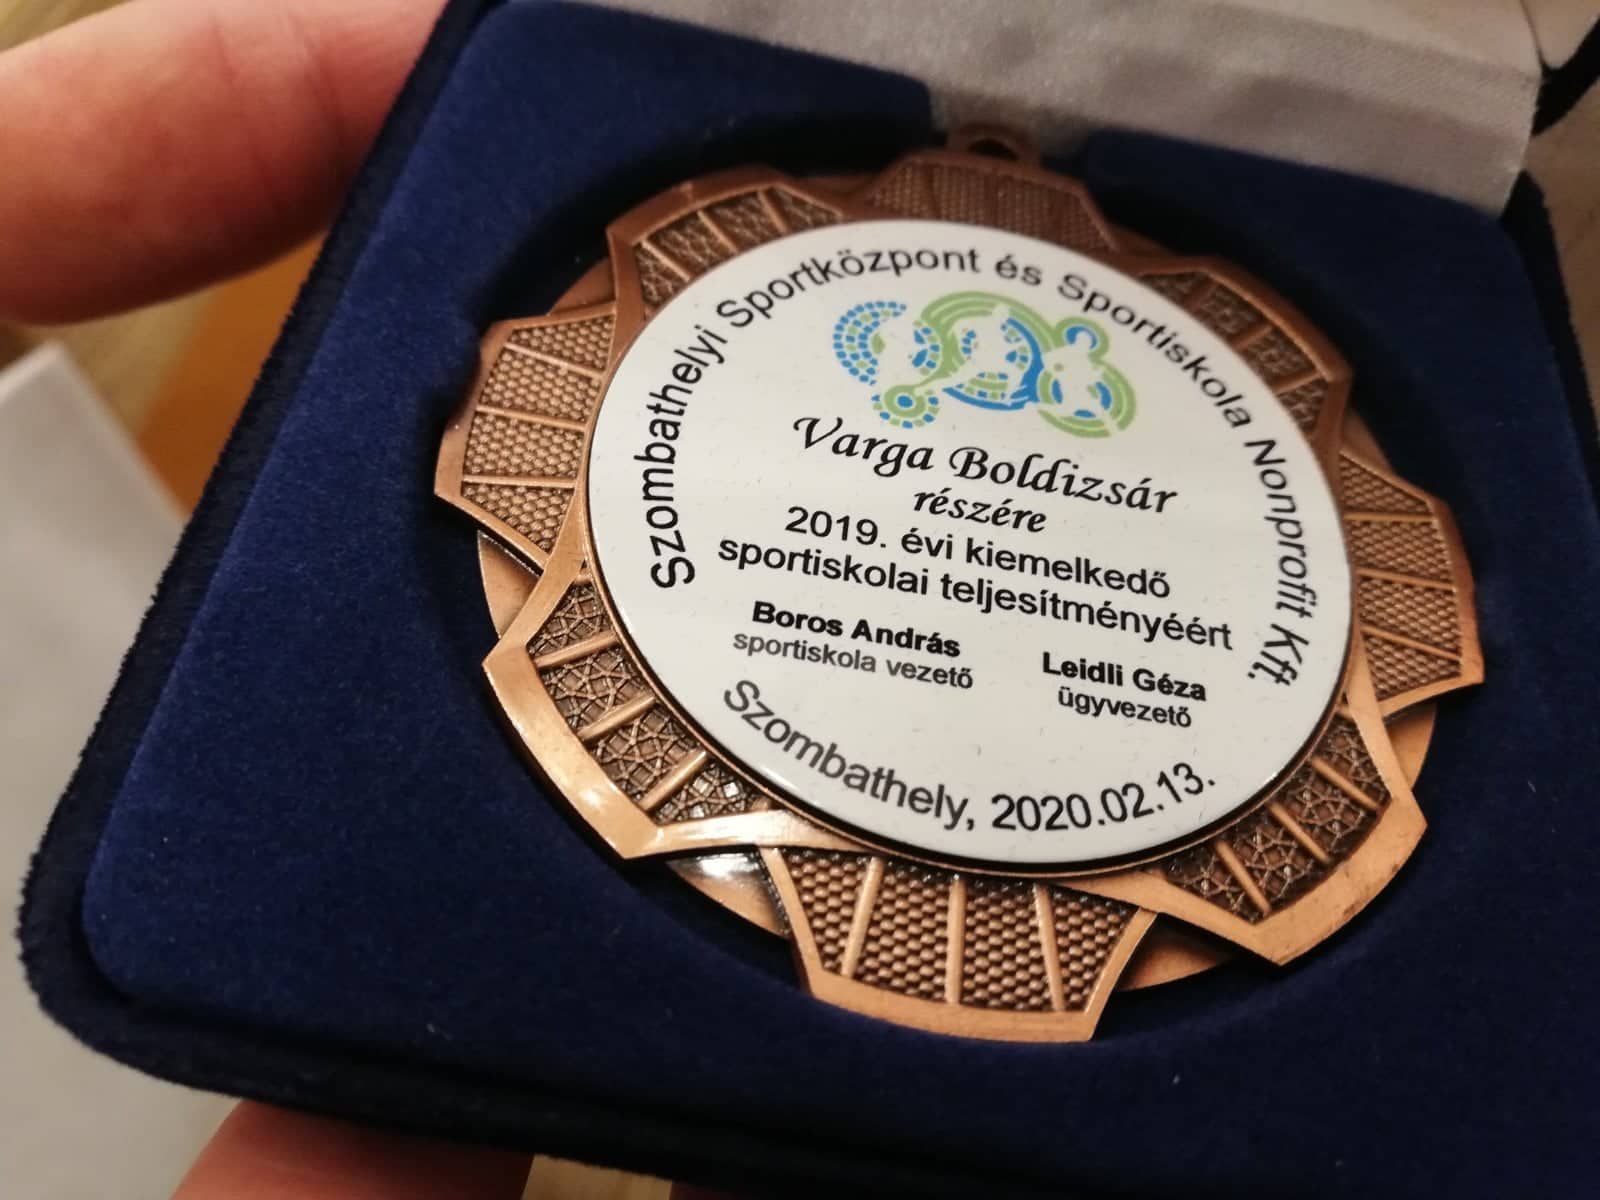 Szombathelyi Sportközpont és Sportiskola Nonprofit Kft.
Varga Boldizsár
részére
2019. évi kiemelkedő
sportiskolai teljesítményéért
Boros András
sportiskola vezető
Leidli Géza
ügyvezető
Szombathely, 2020.02.13.